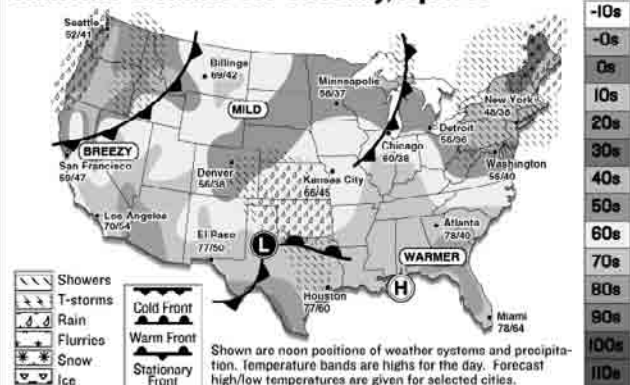 Seattle
52/41
Billings
69/42
Minneapolis
56/37
MILD
New York
48/38
BREEZY
San Francisco
60/47
Detroit
56/36
Chicago
60/38
Washington
56/40
Denver
56/38
Kansas City
66/45
Los Angeles
70/54
El Paso
77/50
Atlanta
78/40
L
WARMER
H
Houston
77/60
Miami
78/64
Showers
T-storms
Rain
Flurries
Snow
Ice
Cold Front
Warm Front
Stationary
Front
Shown are noon positions of weather systems and precipita-
tion. Temperature bands are highs for the day. Forecast
high/low temperatures are given for selected cities.
-10s
-0s
0s
10s
20s
30s
40s
50s
60s
70s
80s
90s
100s
110s